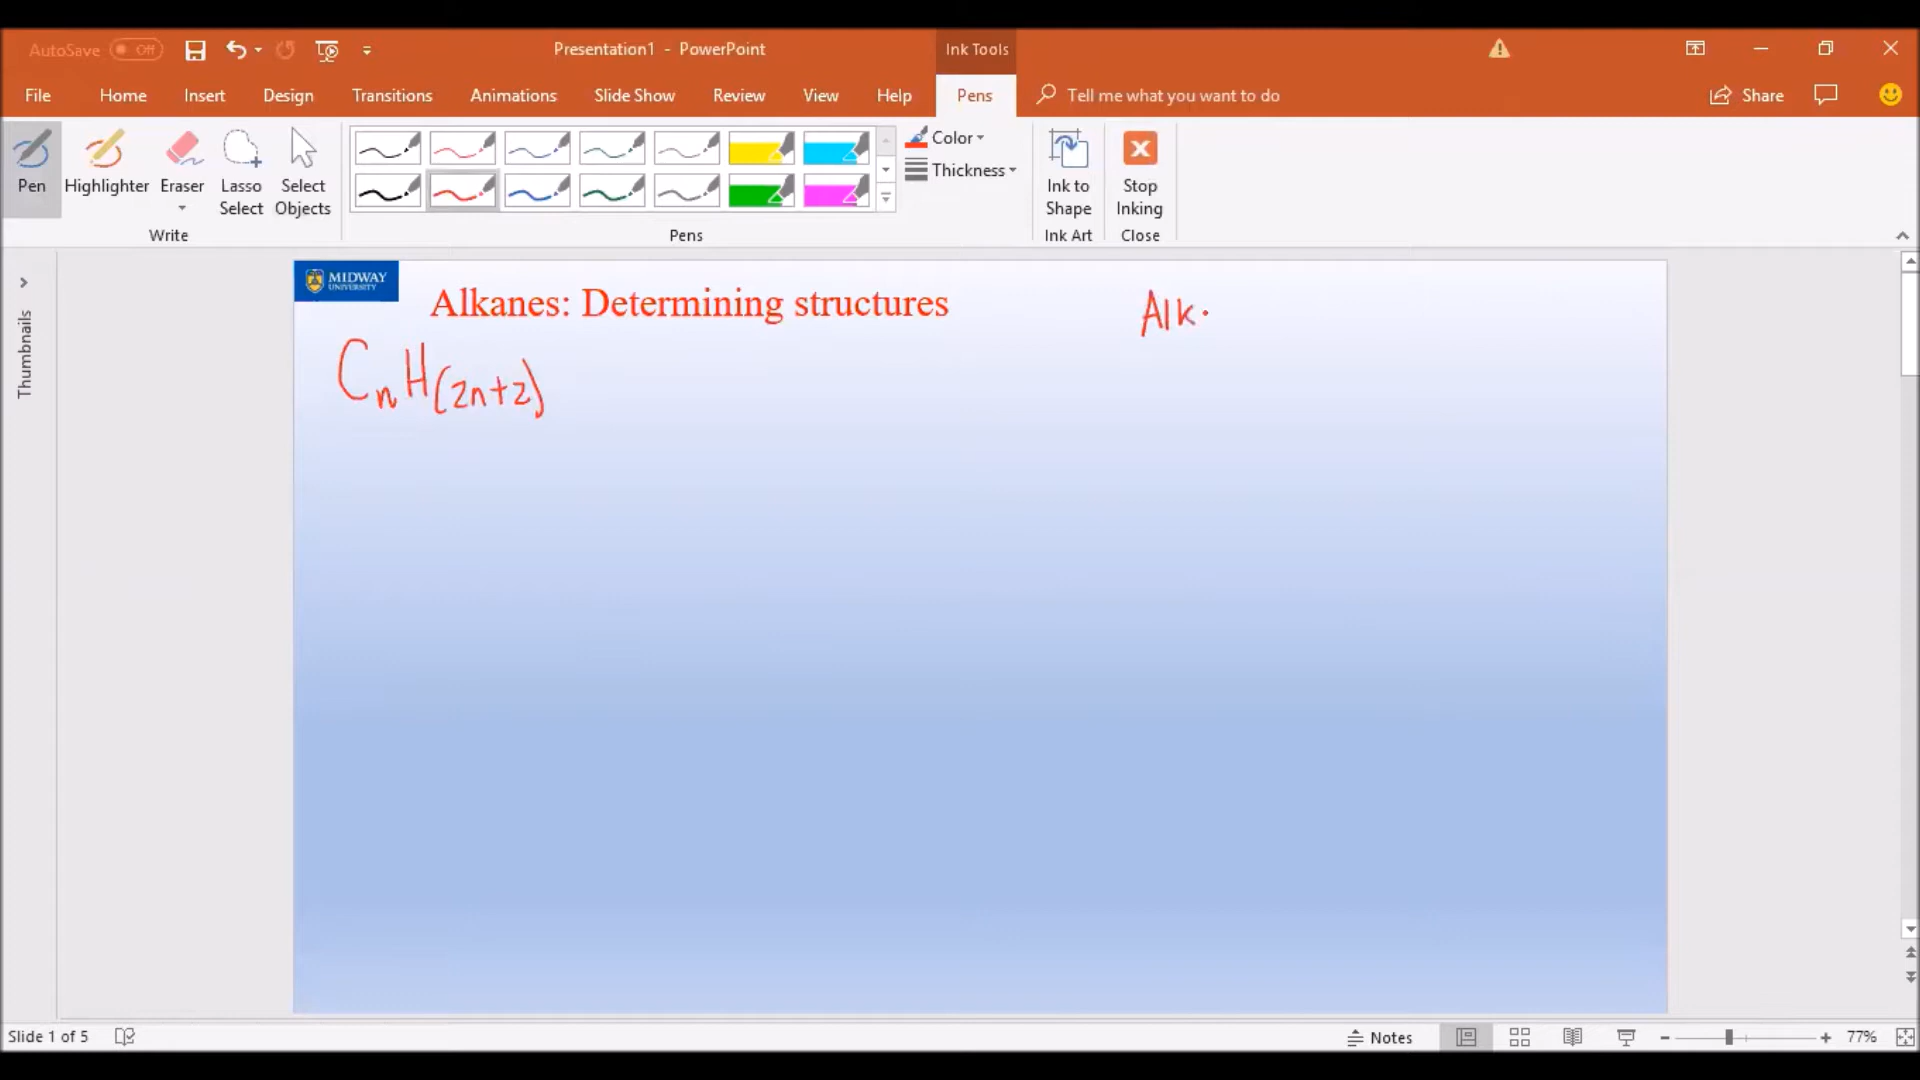 AutoSave Off Presentation1 - PowerPoint Ink Tools
File Home Insert Design Transitions Animations Slide Show Review View Help Pens Tell me what you want to do Share
Pen Highlighter Eraser Lasso Select Select Objects Color Thickness Ink to Shape Stop Inking
Write Pens Ink Art Close
Thumbnails
MIDWAY
UNIVERSITY
Alkanes: Determining structures
Alk
CnH(2n+2)
Slide 1 of 5 Notes 77%